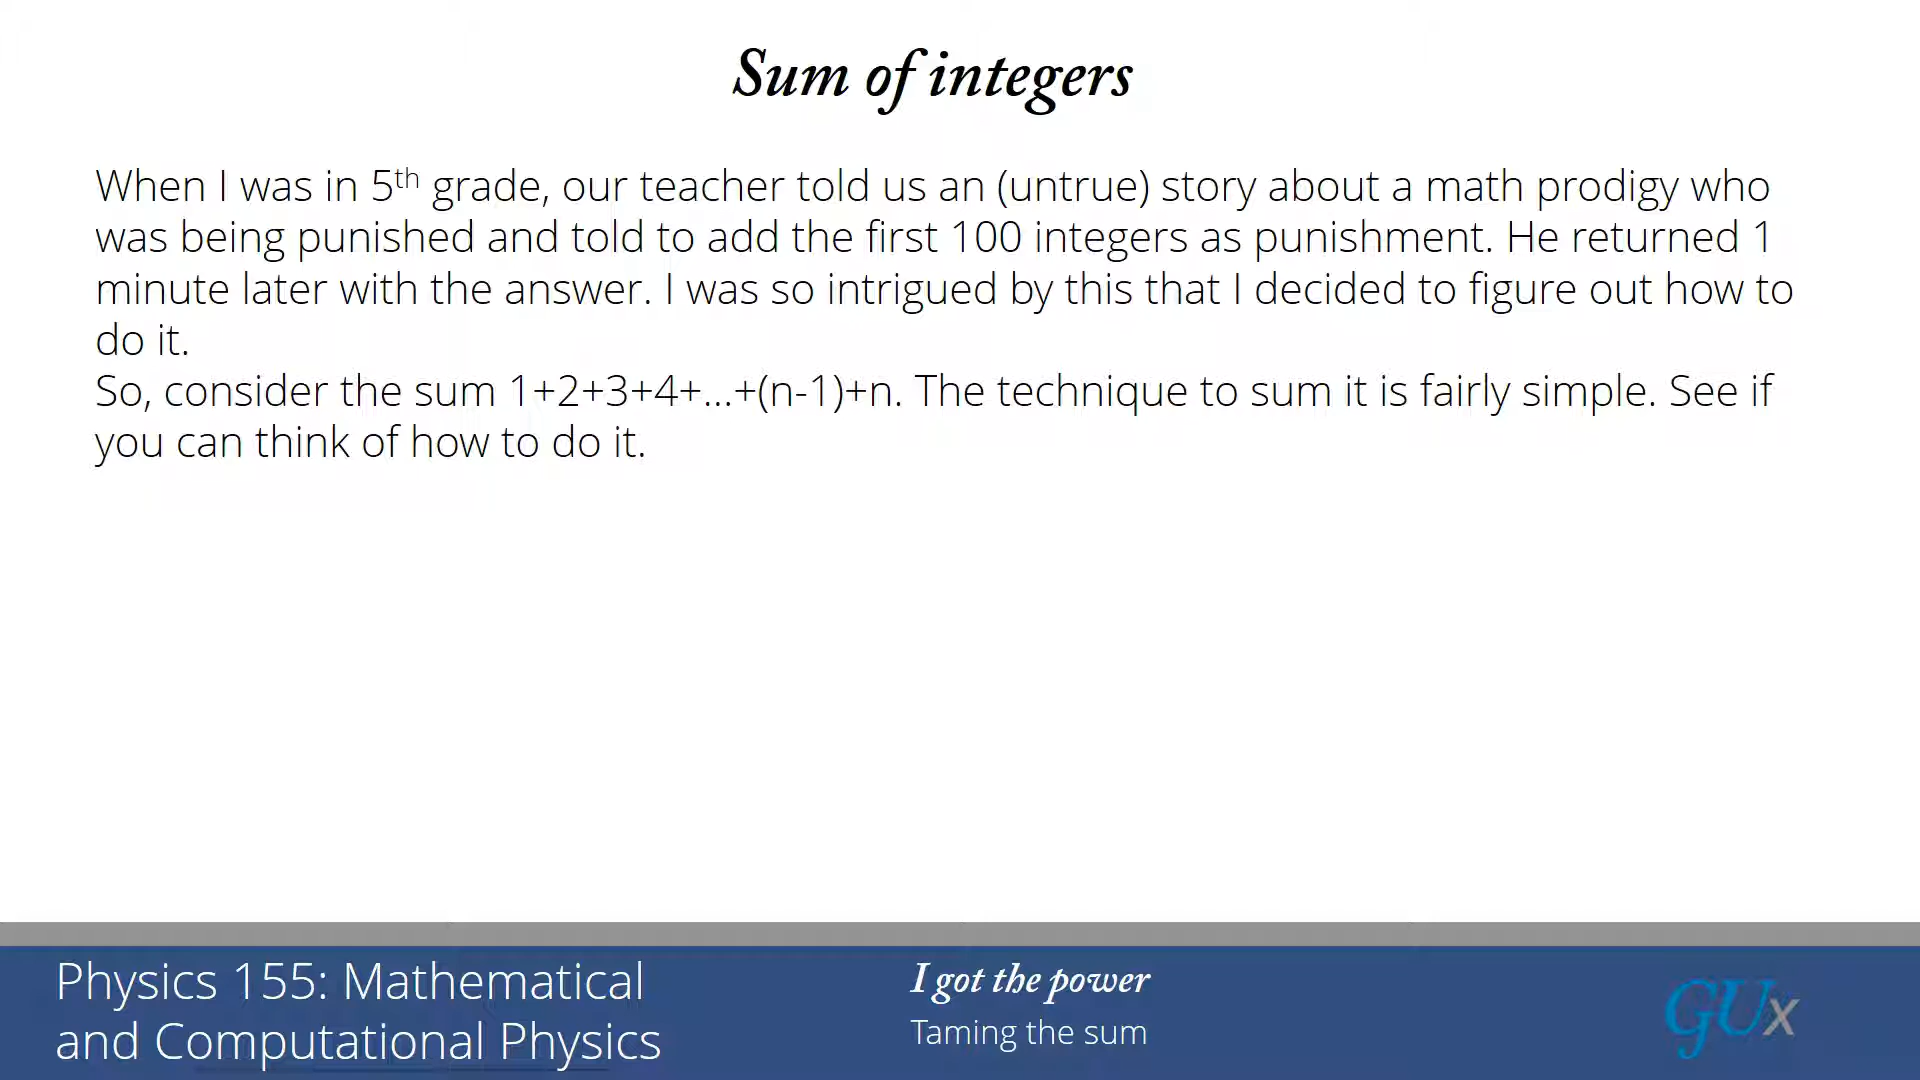 Sum of integers
When I was in 5th grade, our teacher told us an (untrue) story about a math prodigy who
was being punished and told to add the first 100 integers as punishment. He returned 1
minute later with the answer. I was so intrigued by this that I decided to figure out how to
do it.
So, consider the sum 1+2+3+4+...+(n-1)+n. The technique to sum it is fairly simple. See if
you can think of how to do it.
Physics 155: Mathematical
and Computational Physics
I got the power
Taming the sum
GUx